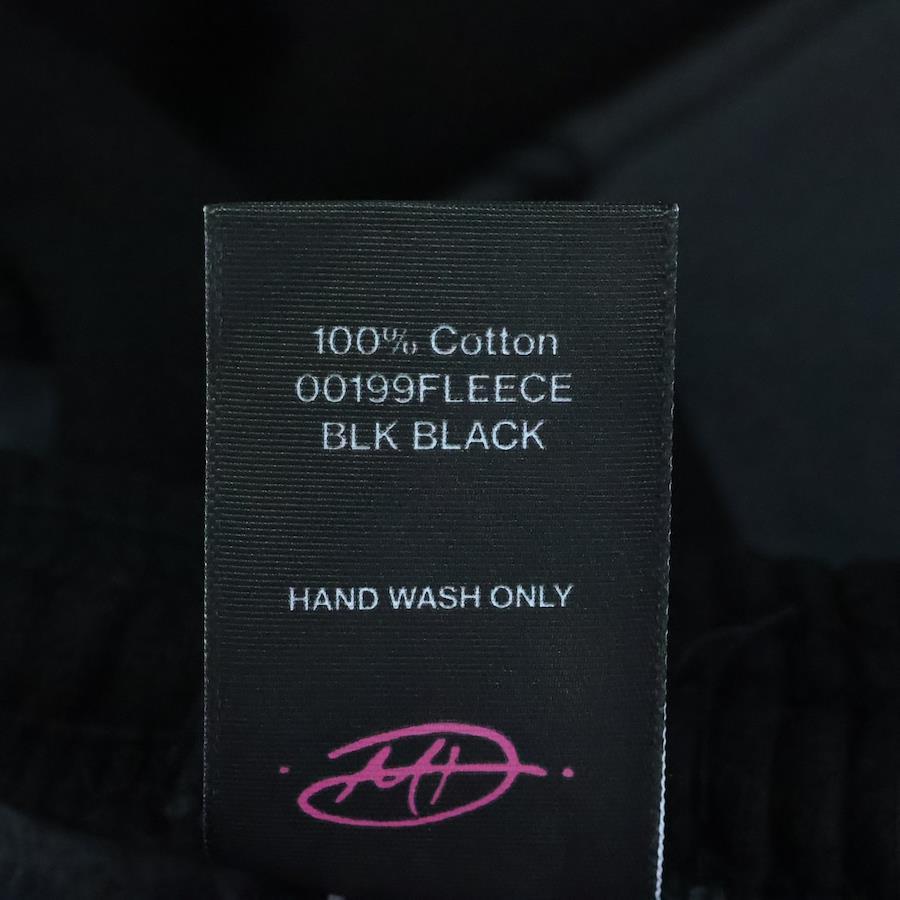 100% Cotton
00199FLEECE
BLK BLACK
HAND WASH ONLY